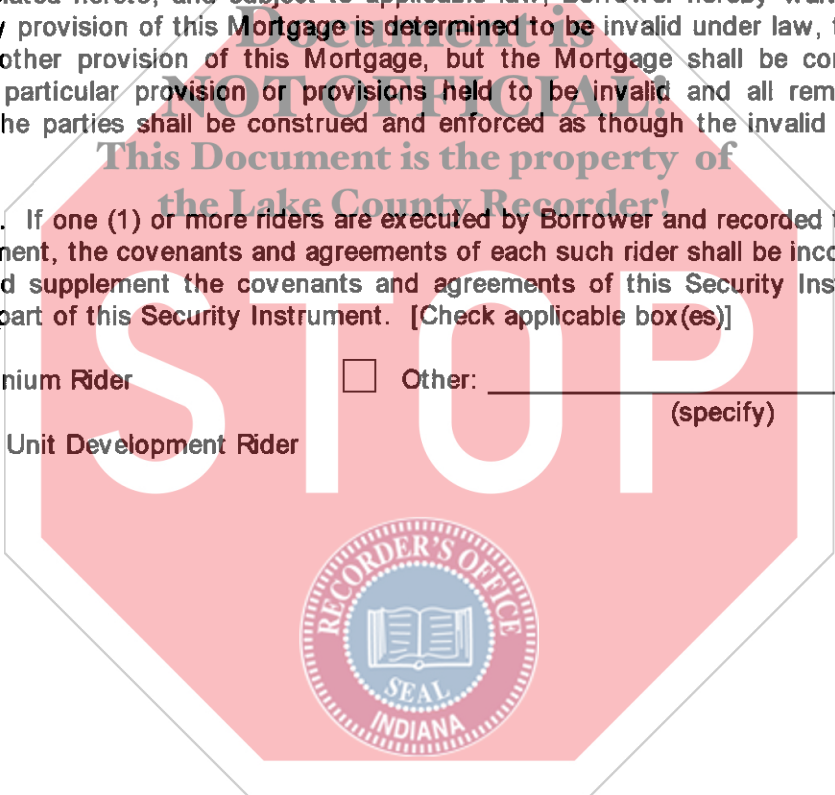 provision of this Mortgage is determined to be invalid under law,
other provision of this Mortgage, but the Mortgage shall be
particular provision or provisions held to be invalid and all
he parties shall be construed and enforced as though the invalid
. If one (1) or more riders are executed by Borrower and recorded
ment, the covenants and agreements of each such rider shall be
d supplement the covenants and agreements of this Security
part of this Security Instrument. [Check applicable box(es)]
nium Rider
Other:
(specify)
Unit Development Rider
Document is
NOT OFFICIAL!
This Document is the property of
the Lake County Recorder!
STOP
RECORDER'S OFFICE
SEAL
INDIANA